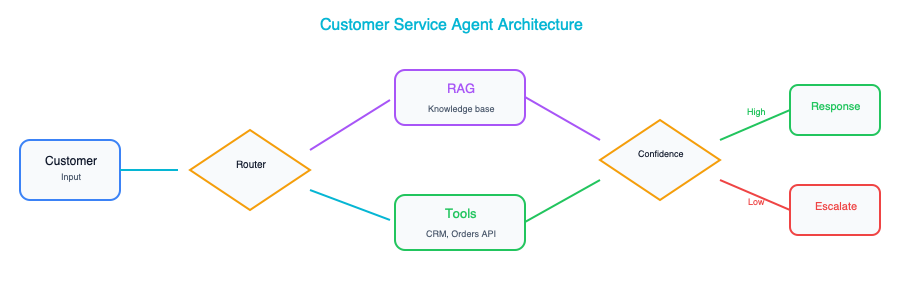 Customer Service Agent Architecture
Customer
Input
Router
RAG
Knowledge base
Tools
CRM, Orders API
Confidence
High
Low
Response
Escalate